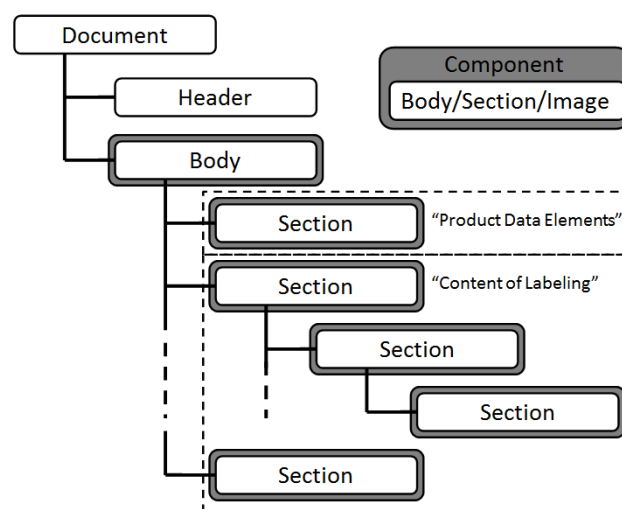 Document
Component
Header
Body/Section/Image
Body
Section
“Product Data Elements”
Section
“Content of Labeling”
Section
Section
Section